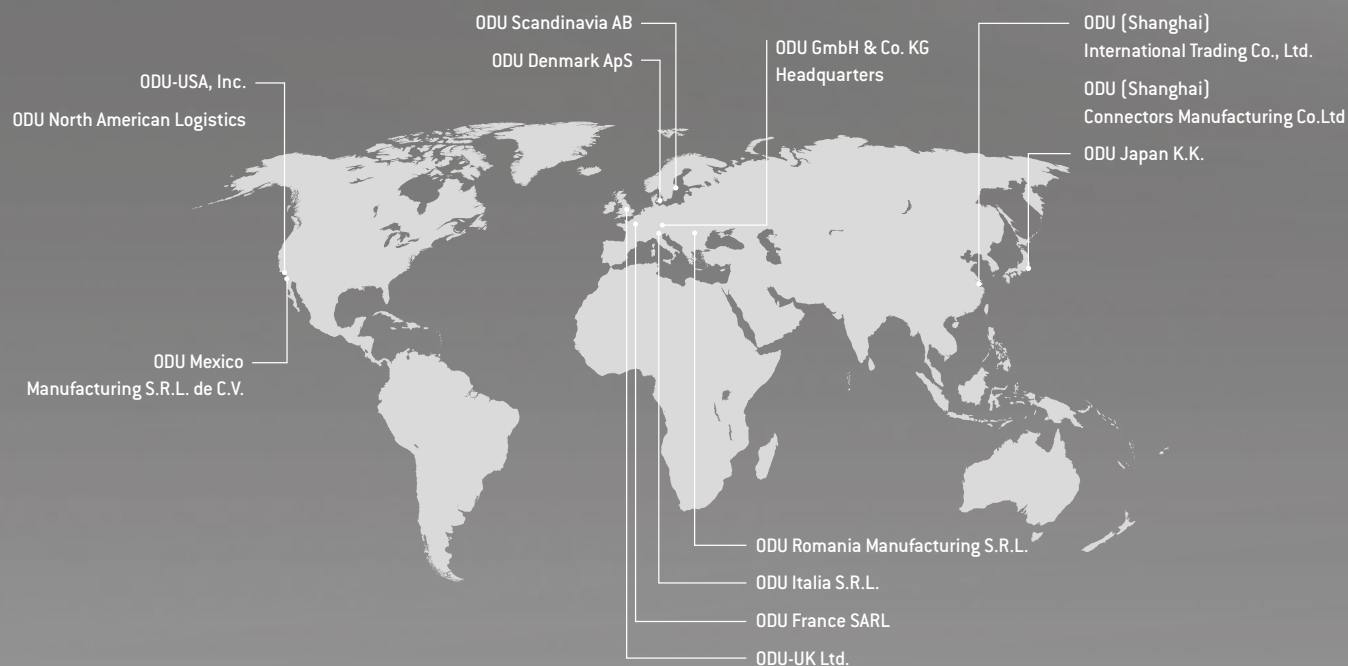 ODU Scandinavia AB
ODU Denmark ApS
ODU GmbH & Co. KG
Headquarters
ODU (Shanghai)
International Trading Co., Ltd.
ODU (Shanghai)
Connectors Manufacturing Co.Ltd
ODU Japan K.K.
ODU-USA, Inc.
ODU North American Logistics
ODU Mexico
Manufacturing S.R.L. de C.V.
ODU Romania Manufacturing S.R.L.
ODU Italia S.R.L.
ODU France SARL
ODU-UK Ltd.